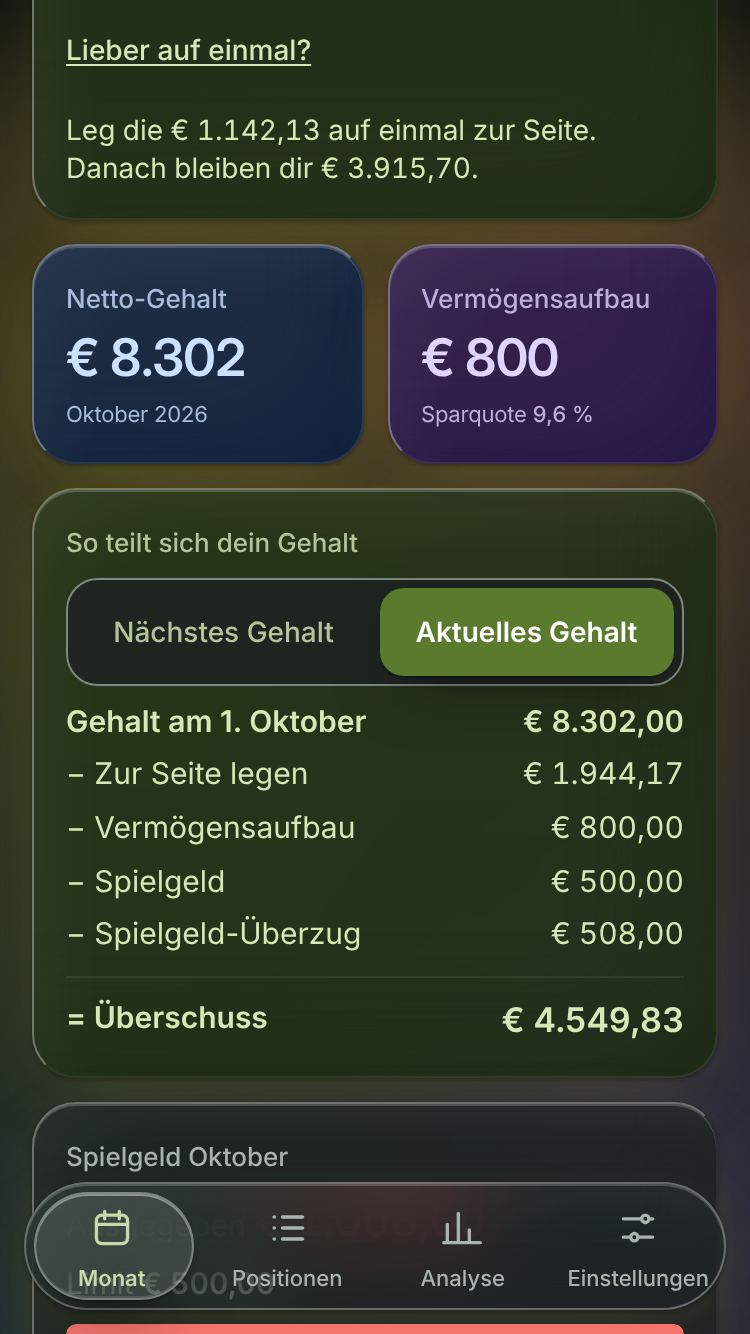 Lieber auf einmal?
Leg die € 1.142,13 auf einmal zur Seite.
Danach bleiben dir € 3.915,70.
Netto-Gehalt
€ 8.302
Oktober 2026
Vermögensaufbau
€ 800
Sparquote 9,6 %
So teilt sich dein Gehalt
Nächstes Gehalt
Aktuelles Gehalt
Gehalt am 1. Oktober € 8.302,00
– Zur Seite legen € 1.944,17
– Vermögensaufbau € 800,00
– Spielgeld € 500,00
– Spielgeld-Überzug € 508,00
= Überschuss € 4.549,83
Spielgeld Oktober
Limit € 500,00
Monat
Positionen
Analyse
Einstellungen